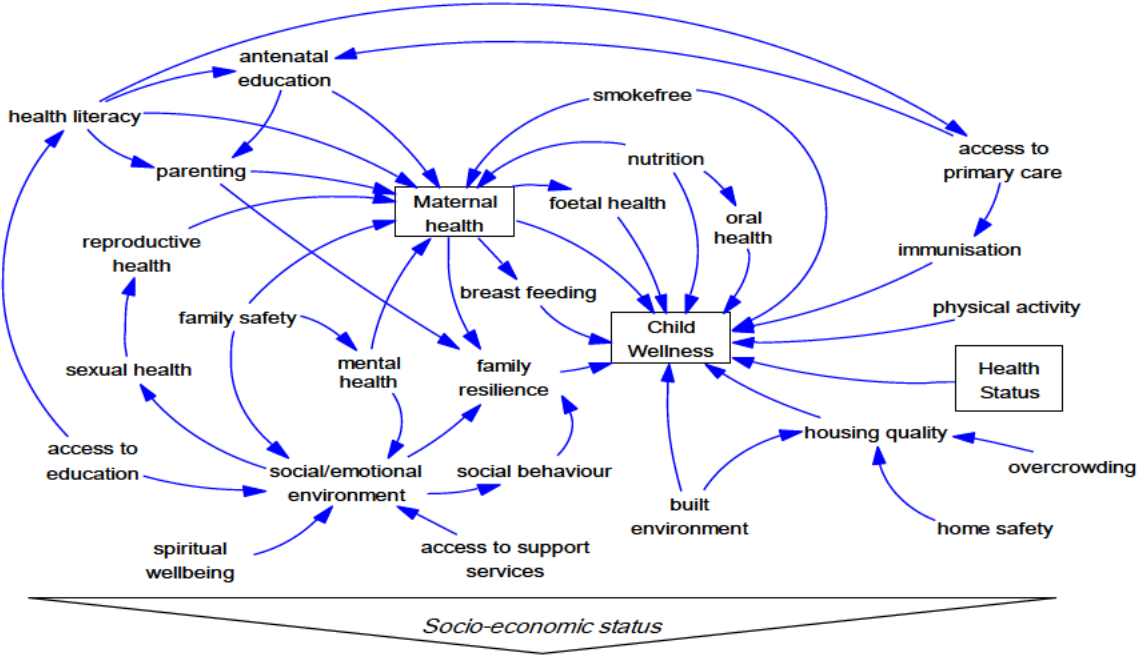 antenatal
education
smokefree
health literacy
access to
primary care
nutrition
parenting
Maternal
health
foetal health
oral
health
reproductive
health
immunisation
breast feeding
physical activity
family safety
Child
Wellness
mental
health
family
resilience
sexual health
Health
Status
access to
education
housing quality
social/emotional
environment
social behaviour
overcrowding
built
environment
home safety
spiritual
wellbeing
access to support
services
Socio-economic status